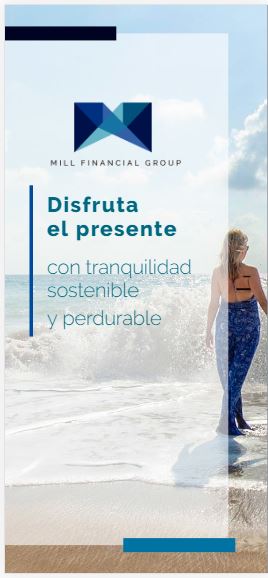 MILL FINANCIAL GROUP
Disfruta
el presente
con tranquilidad
sostenible
y perdurable